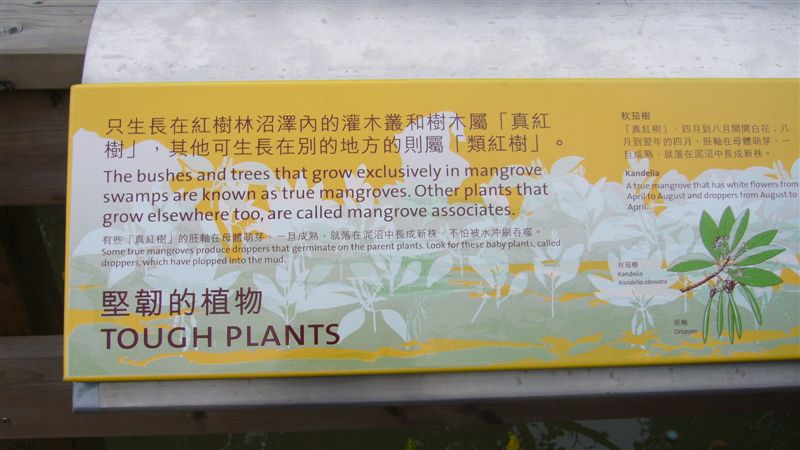 只生長在紅樹林沼澤內的灌木叢和樹木屬「真紅
樹」，其他可生長在別的地方的則屬「類紅樹」。
The bushes and trees that grow exclusively in mangrove
swamps are known as true mangroves. Other plants that
grow elsewhere too, are called mangrove associates.
有些「真紅樹」的胚軸在母體萌芽，一旦成熟，就落在泥沼中長成新株，不怕被水沖刷吞噬。
Some true mangroves produce droppers that germinate on the parent plants. Look for these baby plants, called
droppers, which have plopped into the mud.
堅韌的植物
TOUGH PLANTS
秋茄樹
「真紅樹」，四月到八月間開白花；八
月到翌年的四月，胚軸在母體萌芽，一
旦成熟，就落在泥沼中長成新株。
Kandelia
A true mangrove that has white flowers from
April to August and droppers from August to
April.
秋茄樹
Kandelia
Kandelia obovata
胚軸
Dropper